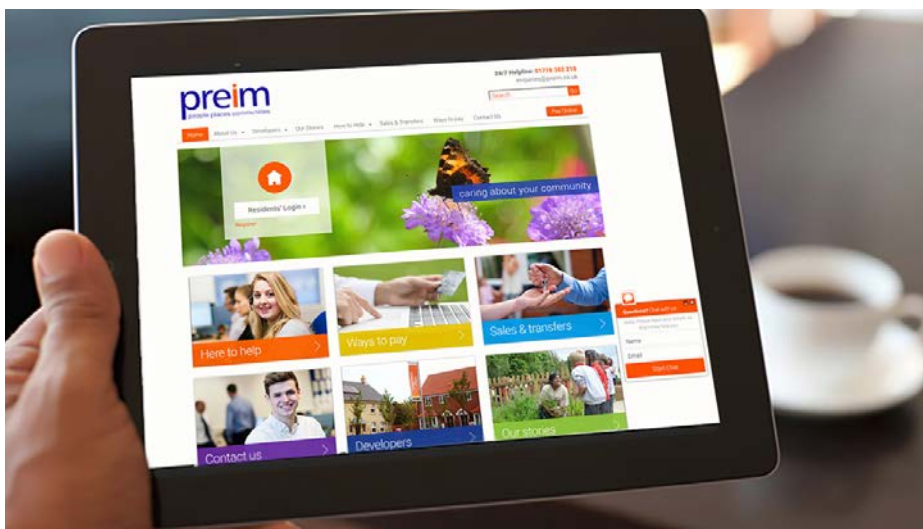 preim
people places communities
24/7 Helpline: 01778 382 210
enquiries@preim.co.uk
Search
Go
Home About Us Developers Our Stories Here to Help Sales & Transfers Ways to pay Contact Us Pay Online
Residents' Login
Register
caring about your community
Here to help
Ways to pay
Sales & transfers
Contact us
Developers
Our stories
Questions? Chat with us
Name
Email
Start Chat